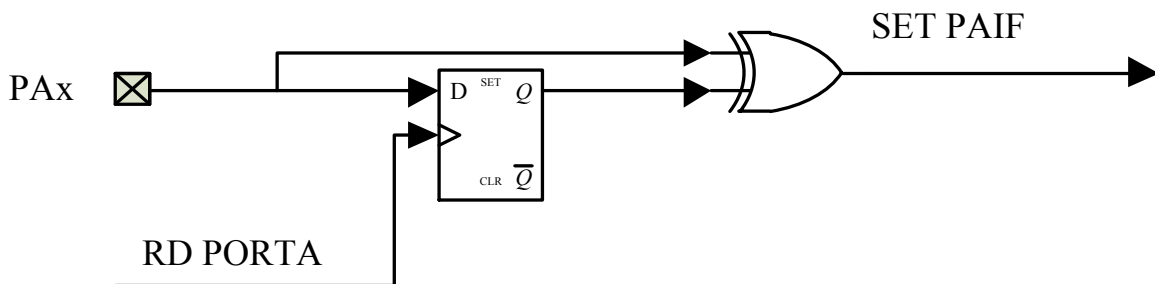 SET PAIF
PAx
D SET Q
CLR Q̅
RD PORTA